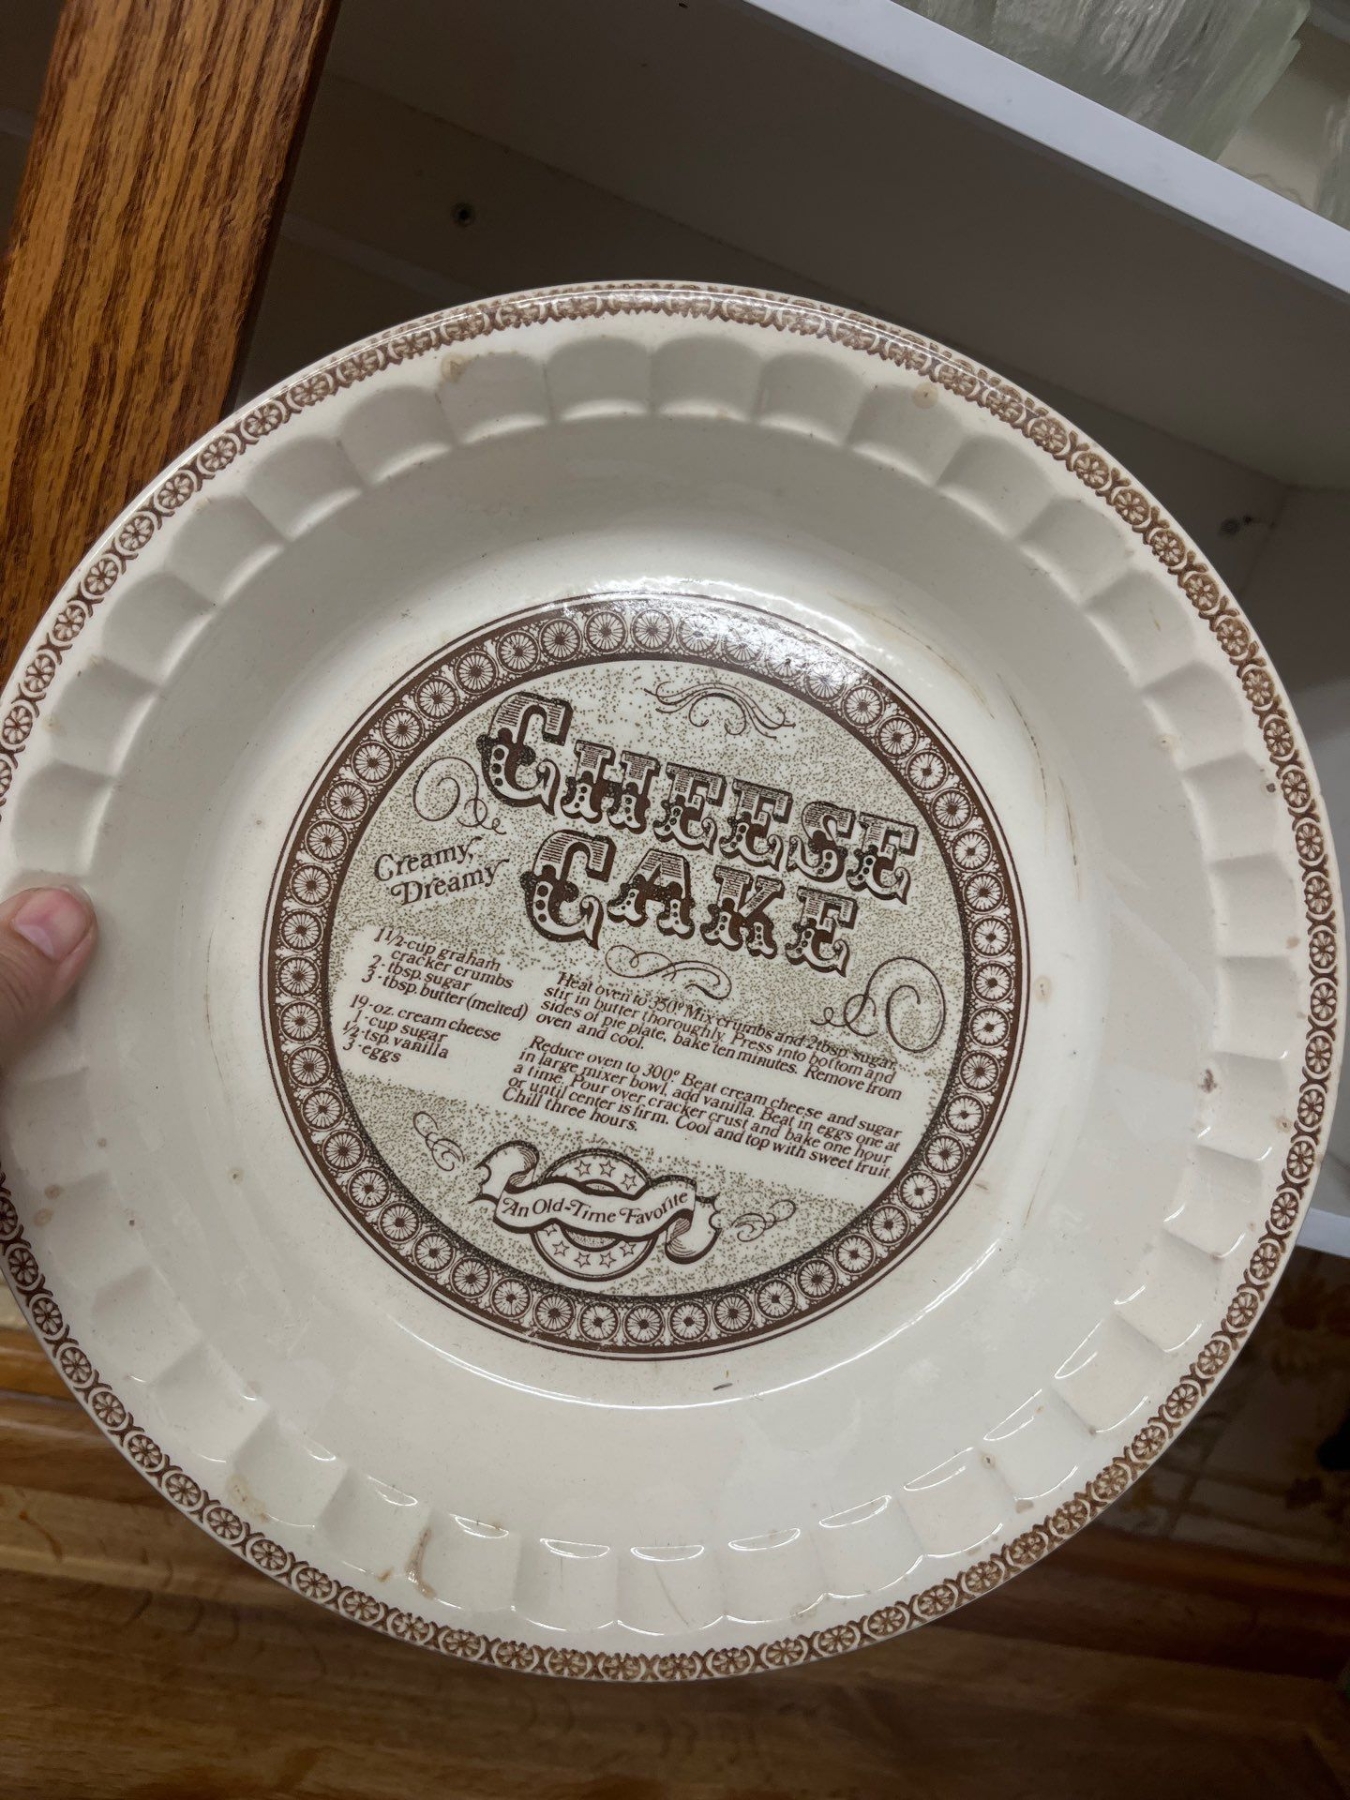 CHEESE
CAKE
Creamy,
Dreamy
1 1/2-cup graham
cracker crumbs
2-tbsp. sugar
3-tbsp. butter (melted)
19-oz. cream cheese
1-cup sugar
1/2-tsp. vanilla
3-eggs
Heat oven to 350° Mix crumbs and 2 tbsp. sugar,
stir in butter thoroughly. Press into bottom and
sides of pie plate, bake ten minutes. Remove from
oven and cool.
Reduce oven to 300° Beat cream cheese and sugar
in large mixer bowl, add vanilla. Beat in eggs one at
a time. Pour over cracker crust and bake one hour
or until center is firm. Cool and top with sweet fruit.
Chill three hours.
An Old-Time Favorite